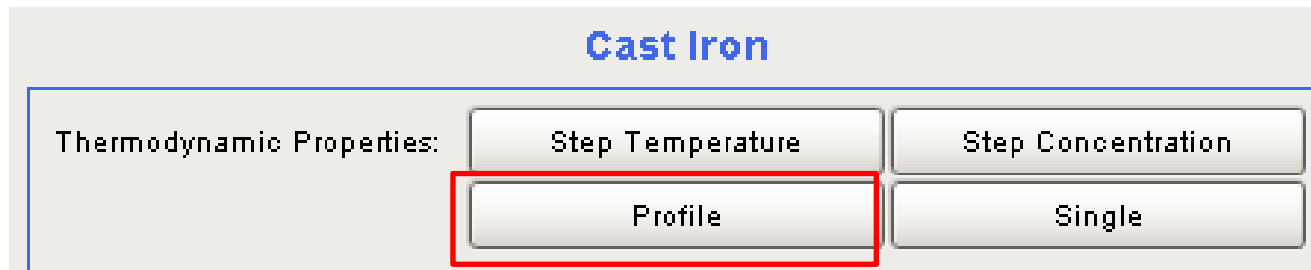 Cast Iron
Thermodynamic Properties: Step Temperature Step Concentration
Profile Single